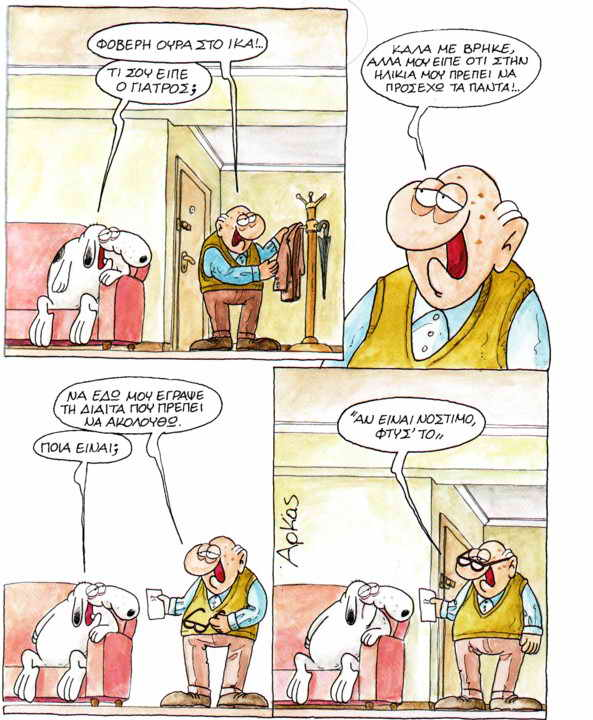 ΦΟΒΕΡΗ ΟΥΡΑ ΣΤΟ ΙΚΑ!..
ΤΙ ΣΟΥ ΕΙΠΕ
Ο ΓΙΑΤΡΟΣ;
ΚΑΛΑ ΜΕ ΒΡΗΚΕ,
ΑΛΛΑ ΜΟΥ ΕΙΠΕ ΟΤΙ ΣΤΗΝ
ΗΛΙΚΙΑ ΜΟΥ ΠΡΕΠΕΙ ΝΑ
ΠΡΟΣΕΧΩ ΤΑ ΠΑΝΤΑ!..
ΝΑ ΕΔΩ ΜΟΥ ΕΓΡΑΨΕ
ΤΗ ΔΙΑΙΤΑ ΠΟΥ ΠΡΕΠΕΙ
ΝΑ ΑΚΟΛΟΥΘΩ.
ΠΟΙΑ ΕΙΝΑΙ;
"ΑΝ ΕΙΝΑΙ ΝΟΣΤΙΜΟ,
ΦΤΥΣ' ΤΟ„
Αρκάς